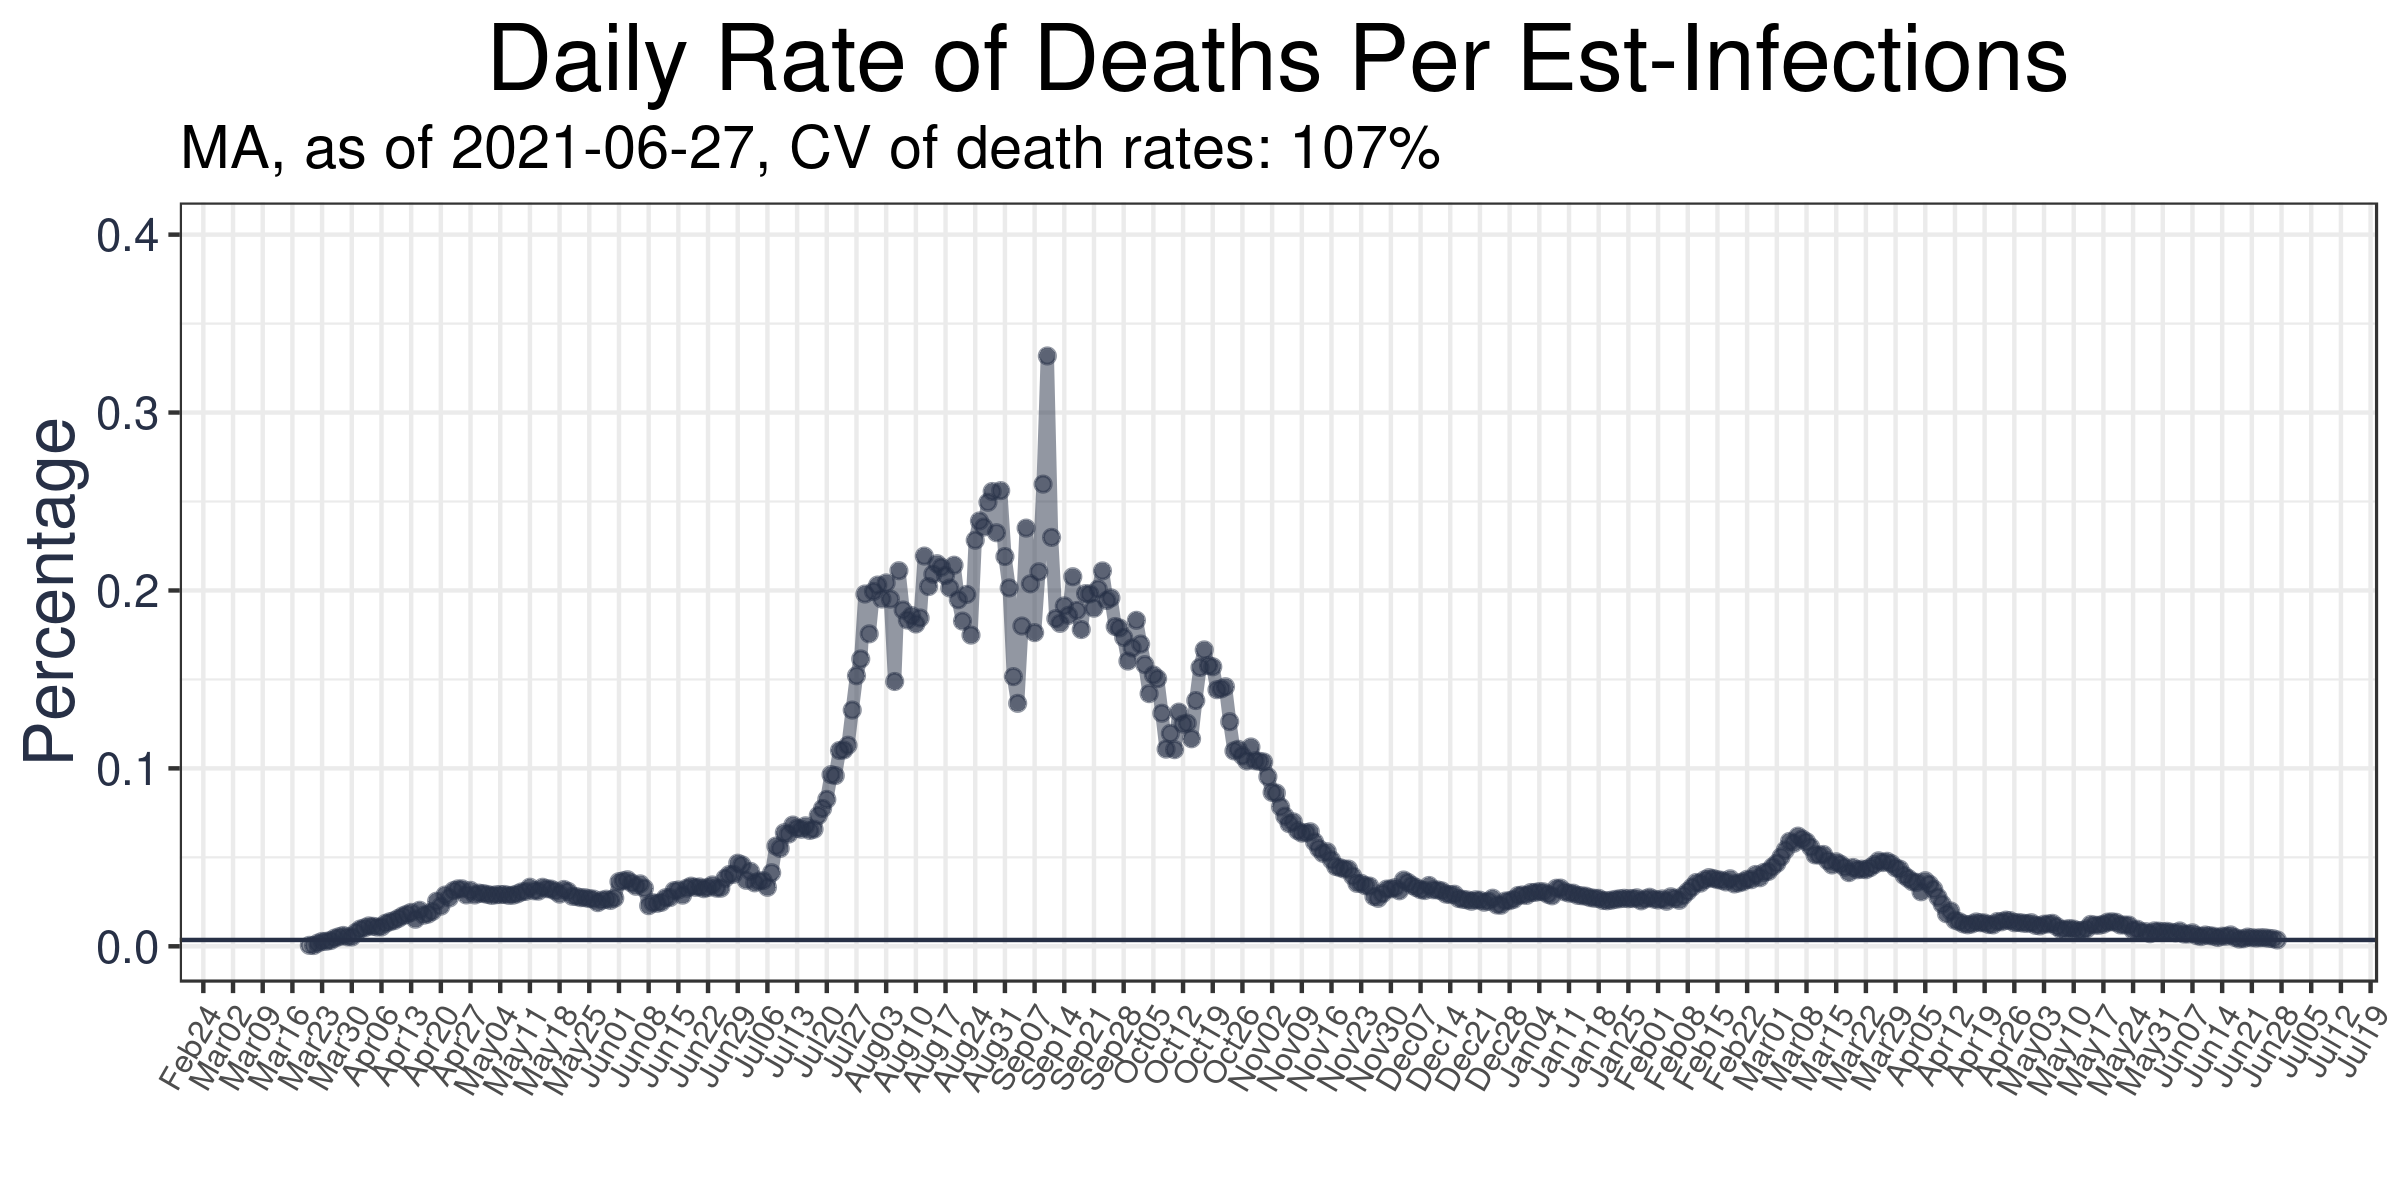 Daily Rate of Deaths Per Est-Infections
MA, as of 2021-06-27, CV of death rates: 107%
Percentage
0.4
0.3
0.2
0.1
0.0
Feb24
Mar02
Mar09
Mar16
Mar23
Mar30
Apr06
Apr13
Apr20
Apr27
May04
May11
May18
May25
Jun01
Jun08
Jun15
Jun22
Jun29
Jul06
Jul13
Jul20
Jul27
Aug03
Aug10
Aug17
Aug24
Aug31
Sep07
Sep14
Sep21
Sep28
Oct05
Oct12
Oct19
Oct26
Nov02
Nov09
Nov16
Nov23
Nov30
Dec07
Dec14
Dec21
Dec28
Jan04
Jan11
Jan18
Jan25
Feb01
Feb08
Feb15
Feb22
Mar01
Mar08
Mar15
Mar22
Mar29
Apr05
Apr12
Apr19
Apr26
May03
May10
May17
May24
May31
Jun07
Jun14
Jun21
Jun28
Jul05
Jul12
Jul19